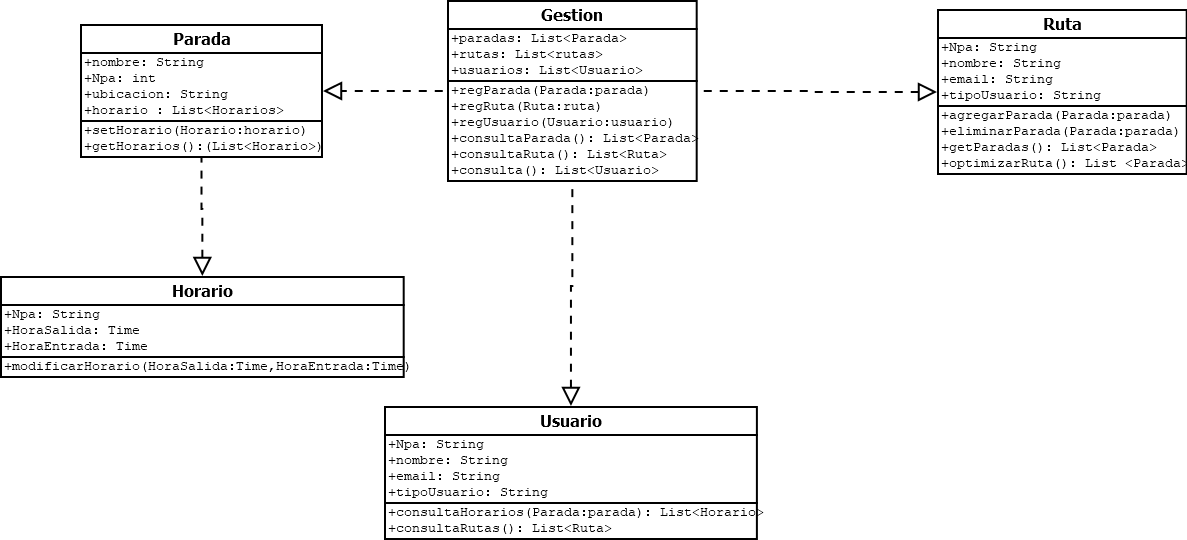 Parada
+nombre: String
+Npa: int
+ubicacion: String
+horario : List<Horarios>
+setHorario(Horario:horario)
+getHorarios():(List<Horario>)
Gestion
+paradas: List<Parada>
+rutas: List<rutas>
+usuarios: List<Usuario>
+regParada(Parada:parada)
+regRuta(Ruta:ruta)
+regUsuario(Usuario:usuario)
+consultaParada(): List<Parada>
+consultaRuta(): List<Ruta>
+consulta(): List<Usuario>
Ruta
+Npa: String
+nombre: String
+email: String
+tipoUsuario: String
+agregarParada(Parada:parada)
+eliminarParada(Parada:parada)
+getParadas(): List<Parada>
+optimizarRuta(): List <Parada>
Horario
+Npa: String
+HoraSalida: Time
+HoraEntrada: Time
+modificarHorario(HoraSalida:Time,HoraEntrada:Time)
Usuario
+Npa: String
+nombre: String
+email: String
+tipoUsuario: String
+consultaHorarios(Parada:parada): List<Horario>
+consultaRutas(): List<Ruta>